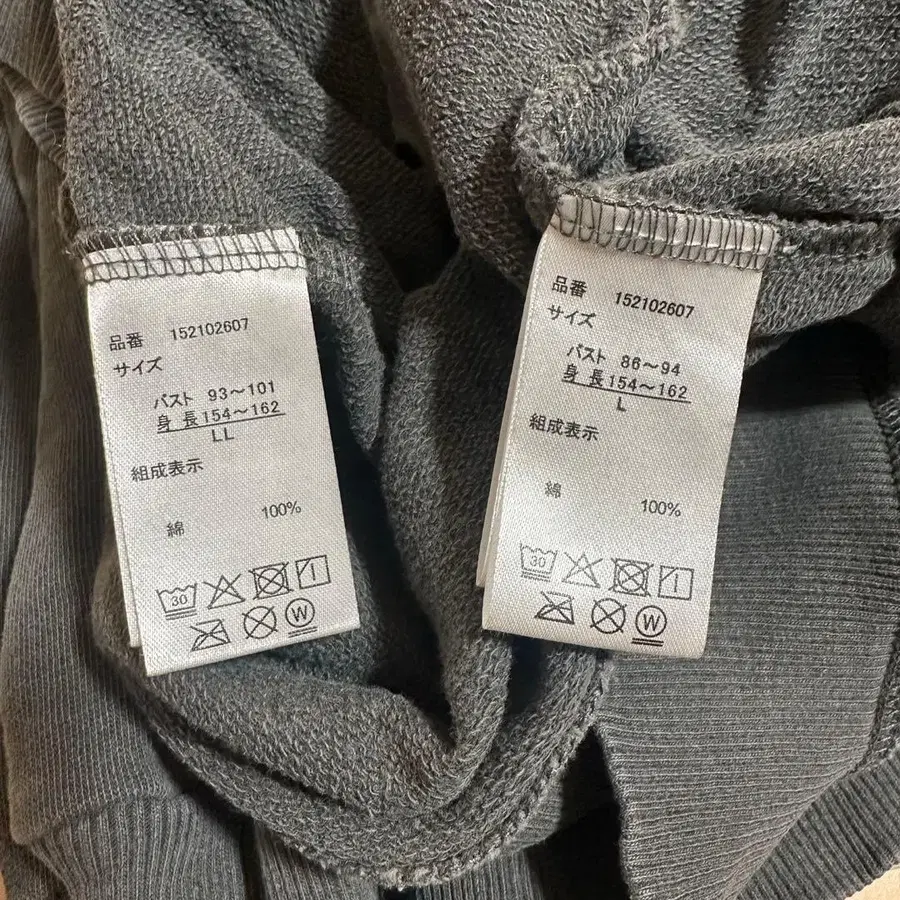 品番 152102607
サイズ
バスト 93～101
身 長154～162
LL
組成表示
綿 100%
30
W
品番 152102607
サイズ
バスト 86～94
身 長154～162
L
組成表示
綿 100%
30
W